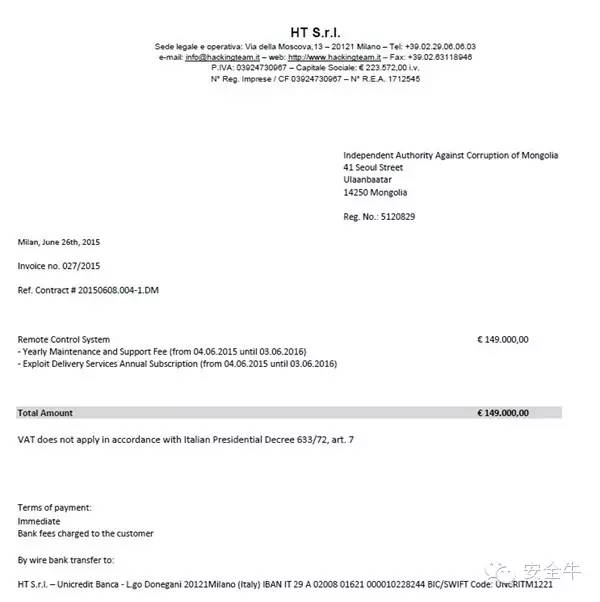 HT S.r.l.
Sede legale e operativa: Via della Moscova,13 – 20121 Milano – Tel: +39.02.29.06.06.03
e-mail: info@hackingteam.it – web: http://www.hackingteam.it – Fax: +39.02.63118946
P.IVA: 03924730967 – Capitale Sociale: € 223.572,00 i.v.
N° Reg. Imprese / CF 03924730967 – N° R.E.A. 1712545
Independent Authority Against Corruption of Mongolia
41 Seoul Street
Ulaanbaatar
14250 Mongolia
Reg. No.: 5120829
Milan, June 26th, 2015
Invoice no. 027/2015
Ref. Contract # 20150608.004-1.DM
Remote Control System € 149.000,00
- Yearly Maintenance and Support Fee (from 04.06.2015 until 03.06.2016)
- Exploit Delivery Services Annual Subscription (from 04.06.2015 until 03.06.2016)
Total Amount € 149.000,00
VAT does not apply in accordance with Italian Presidential Decree 633/72, art. 7
Terms of payment:
Immediate
Bank fees charged to the customer
By wire bank transfer to:
HT S.r.l. – Unicredit Banca - L.go Donegani 20121Milano (Italy) IBAN IT 29 A 02008 01621 000010228244 BIC/SWIFT Code: UNCRITM1221
安全牛